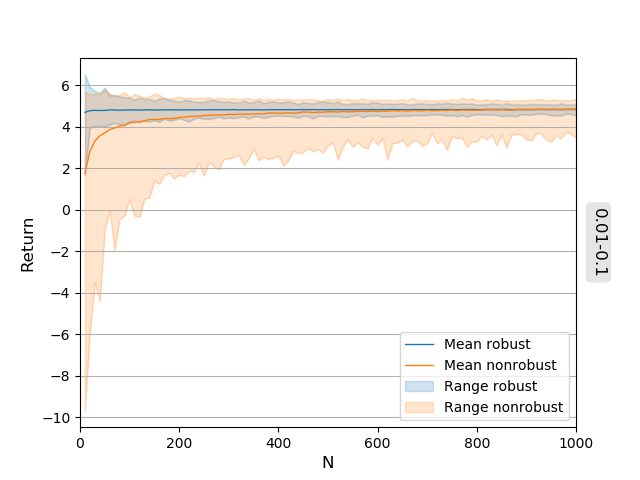 6
4
2
0
−2
−4
−6
−8
−10
Return
0
200
400
600
800
1000
N
0.01-0.1
Mean robust
Mean nonrobust
Range robust
Range nonrobust